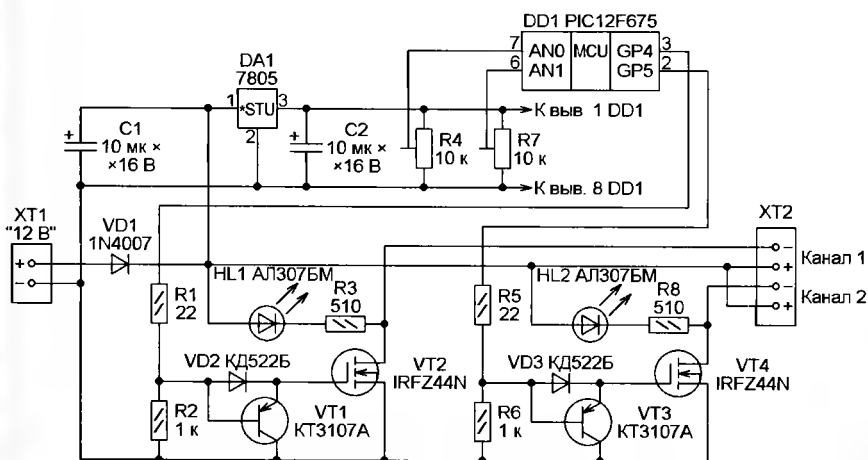 DD1 PIC12F675
7 AN0 MCU GP4 3
6 AN1 GP5 2
DA1
7805
1 *STU 3
2
C1
10 мк ×
×16 В
+
C2
10 мк ×
×16 В
+
R4
10 к
R7
10 к
К выв 1 DD1
К выв. 8 DD1
XT1
"12 В"
+
–
VD1
1N4007
XT2
–
+
–
+
Канал 1
Канал 2
R1
22
HL1 АЛ307БМ
R3
510
R5
22
HL2 АЛ307БМ
R8
510
VD2 КД522Б
VT2
IRFZ44N
VD3 КД522Б
VT4
IRFZ44N
R2
1 к
VT1
КТ3107А
R6
1 к
VT3
КТ3107А